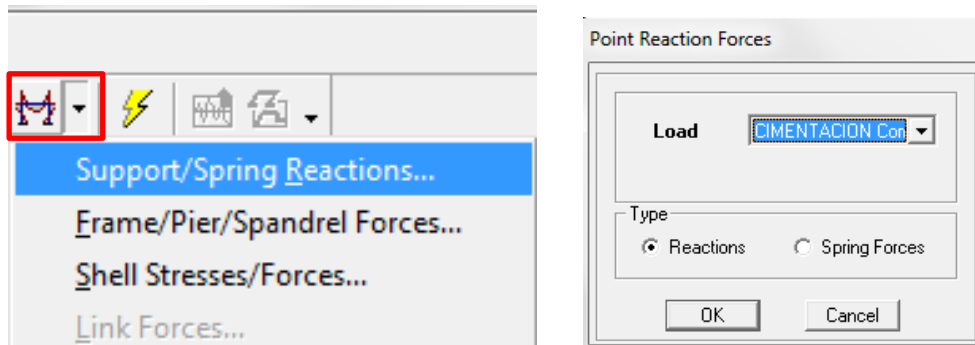 Support/Spring Reactions...
Frame/Pier/Spandrel Forces...
Shell Stresses/Forces...
Link Forces...
Point Reaction Forces
Load CIMENTACION Con
Type
Reactions Spring Forces
OK Cancel